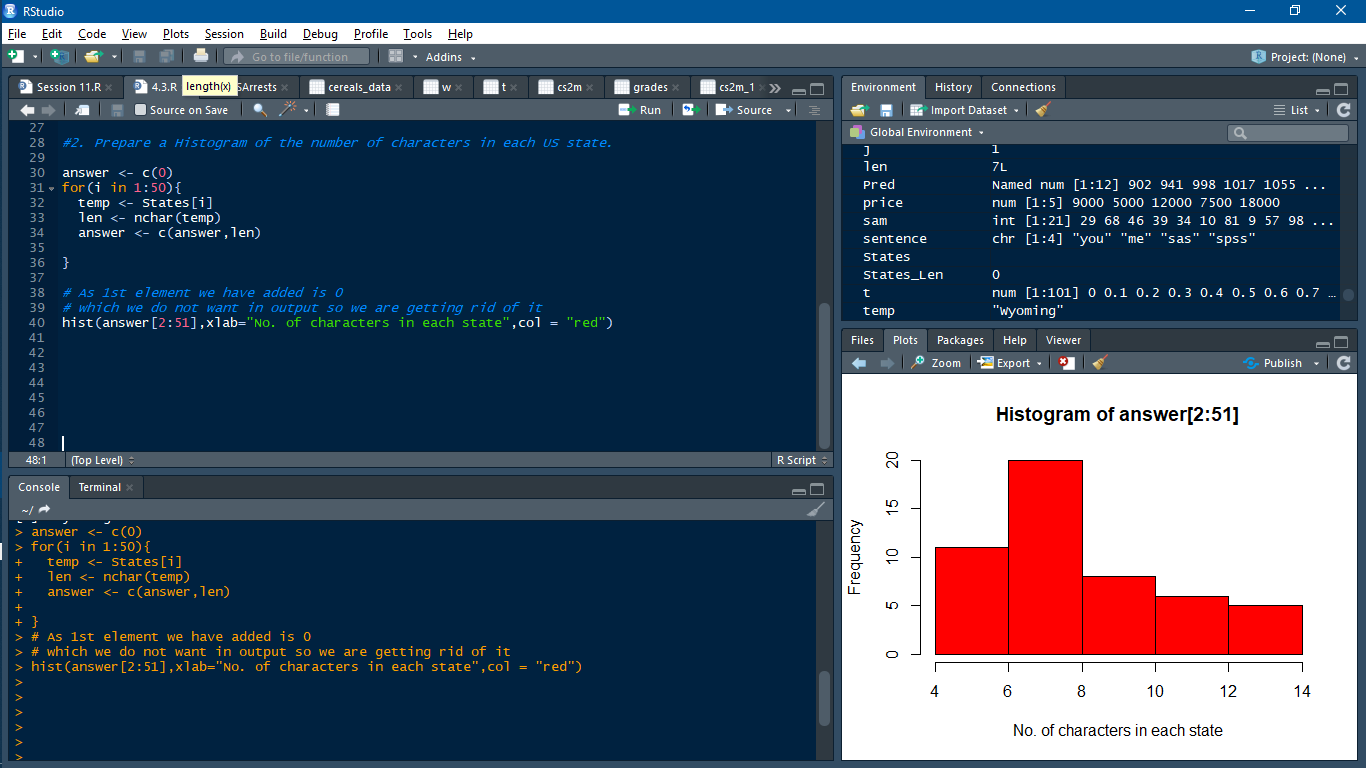 RStudio
File Edit Code View Plots Session Build Debug Profile Tools Help
Go to file/function Addins Project: (None)
Session 11.R 4.3.R length(x) SArrests cereals_data w t cs2m grades cs2m_1
Source on Save Run Source
27
28 #2. Prepare a Histogram of the number of characters in each US state.
29
30 answer <- c(0)
31 for(i in 1:50){
32 temp <- States[i]
33 len <- nchar(temp)
34 answer <- c(answer,len)
35
36 }
37
38 # As 1st element we have added is 0
39 # which we do not want in output so we are getting rid of it
40 hist(answer[2:51],xlab="No. of characters in each state",col = "red")
41
42
43
44
45
46
47
48
48:1 (Top Level) R Script
Console Terminal
~/
> answer <- c(0)
> for(i in 1:50){
+ temp <- States[i]
+ len <- nchar(temp)
+ answer <- c(answer,len)
+
+ }
> # As 1st element we have added is 0
> # which we do not want in output so we are getting rid of it
> hist(answer[2:51],xlab="No. of characters in each state",col = "red")
>
>
>
>
>
>
Environment History Connections
Import Dataset List
Global Environment
j 1
len 7L
Pred Named num [1:12] 902 941 998 1017 1055 ...
price num [1:5] 9000 5000 12000 7500 18000
sam int [1:21] 29 68 46 39 34 10 81 9 57 98 ...
sentence chr [1:4] "you" "me" "sas" "spss"
States
States_Len 0
t num [1:101] 0 0.1 0.2 0.3 0.4 0.5 0.6 0.7 …
temp "Wyoming"
Files Plots Packages Help Viewer
Zoom Export Publish
Histogram of answer[2:51]
Frequency
20
15
10
5
0
4 6 8 10 12 14
No. of characters in each state